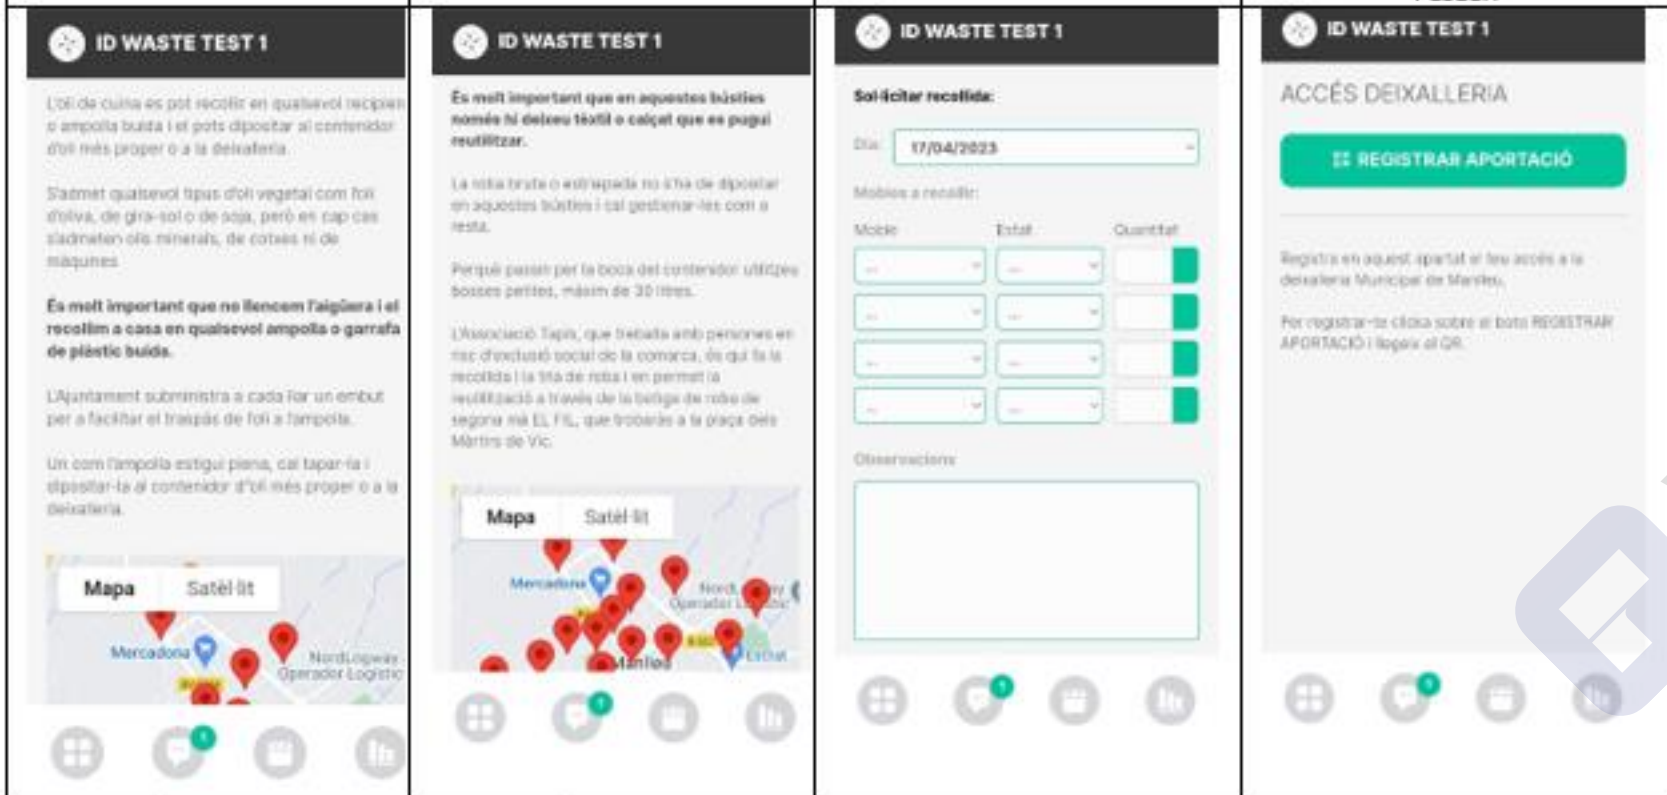 ID WASTE TEST 1
L'oli de cuina es pot recollir en qualsevol recipien
o ampolla buida i el pots dipositar al contenidor
d'oli més proper o a la deixalleria.
S'admet qualsevol tipus d'oli vegetal com l'oli
d'oliva, de gira-sol o de soja, però en cap cas
s'admeten olis minerals, de cotxes ni de
màquines.
És molt important que no llencem l'aigüera i el
recollim a casa en qualsevol ampolla o garrafa
de plàstic buida.
L'Ajuntament subministra a cada llar un embut
per a facilitar el traspàs de l'oli a l'ampolla.
Un com l'ampolla estigui plena, cal tapar-la i
dipositar-la al contenidor d'oli més proper o a la
deixalleria.
Mapa Satèl·lit
Mercadona
NordLogway -
Operador Logístic
ID WASTE TEST 1
És molt important que en aquestes bústies
només hi deixeu tèxtil o calçat que es pugui
reutilitzar.
La roba bruta o estripada no s'ha de dipositar
en aquestes bústies i cal gestionar-les com a
resta.
Perquè passin per la boca del contenidor utilitzeu
bosses petites, màxim de 30 litres.
L'Associació Tapís, que treballa amb persones en
risc d'exclusió social de la comarca, és qui fa la
recollida i la tria de roba i en permet la
reutilització a través de la botiga de roba de
segona mà EL FIL, que trobaràs a la plaça dels
Màrtirs de Vic.
Mapa Satèl·lit
Mercadona
Operador
Manlleu
Esclat
ID WASTE TEST 1
Sol·licitar recollida:
Dia: 17/04/2023
Mobles a recollir:
Moble Estat Quantitat
... ...
... ...
... ...
... ...
Observacions
1
ID WASTE TEST 1
ACCÉS DEIXALLERIA
REGISTRAR APORTACIÓ
Registra en aquest apartat el teu accés a la
deixalleria Municipal de Manlleu.
Per registrar-te clicka sobre el botó REGISTRAR
APORTACIÓ i llegeix el QR.
1